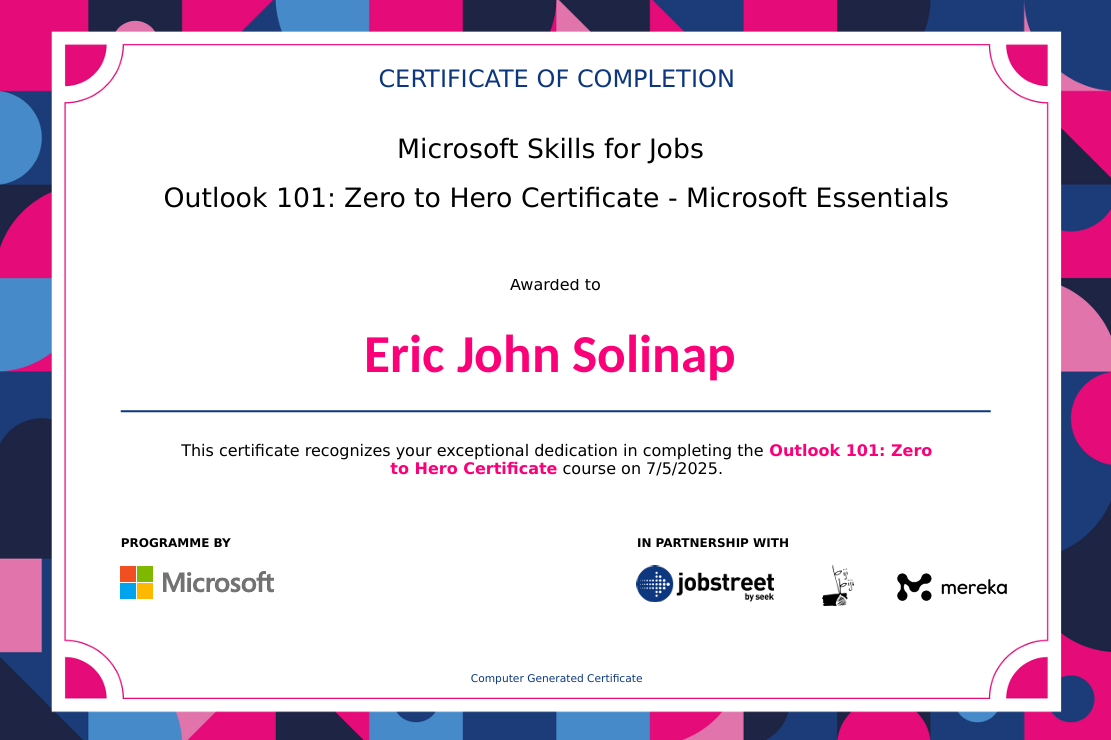 CERTIFICATE OF COMPLETION
Microsoft Skills for Jobs
Outlook 101: Zero to Hero Certificate - Microsoft Essentials
Awarded to
Eric John Solinap
This certificate recognizes your exceptional dedication in completing the Outlook 101: Zero
to Hero Certificate course on 7/5/2025.
PROGRAMME BY
IN PARTNERSHIP WITH
Microsoft
jobstreet
by seek
mereka
Computer Generated Certificate